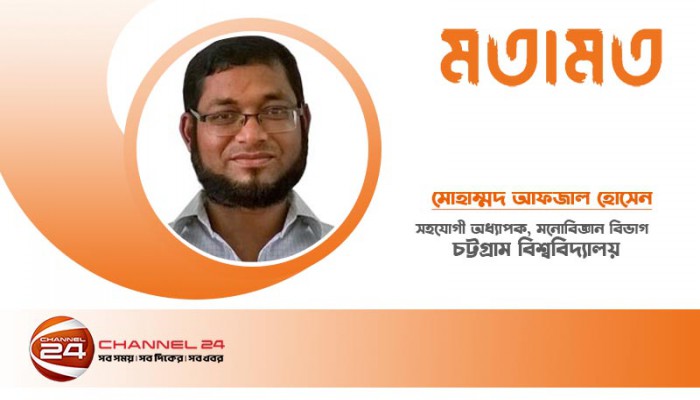 মতামত
মোহাম্মদ আফজাল হোসেন
সহযোগী অধ্যাপক, মনোবিজ্ঞান বিভাগ
চট্টগ্রাম বিশ্ববিদ্যালয়
CHANNEL
24
CHANNEL 24
সব সময়। সব দিকের। সব খবর